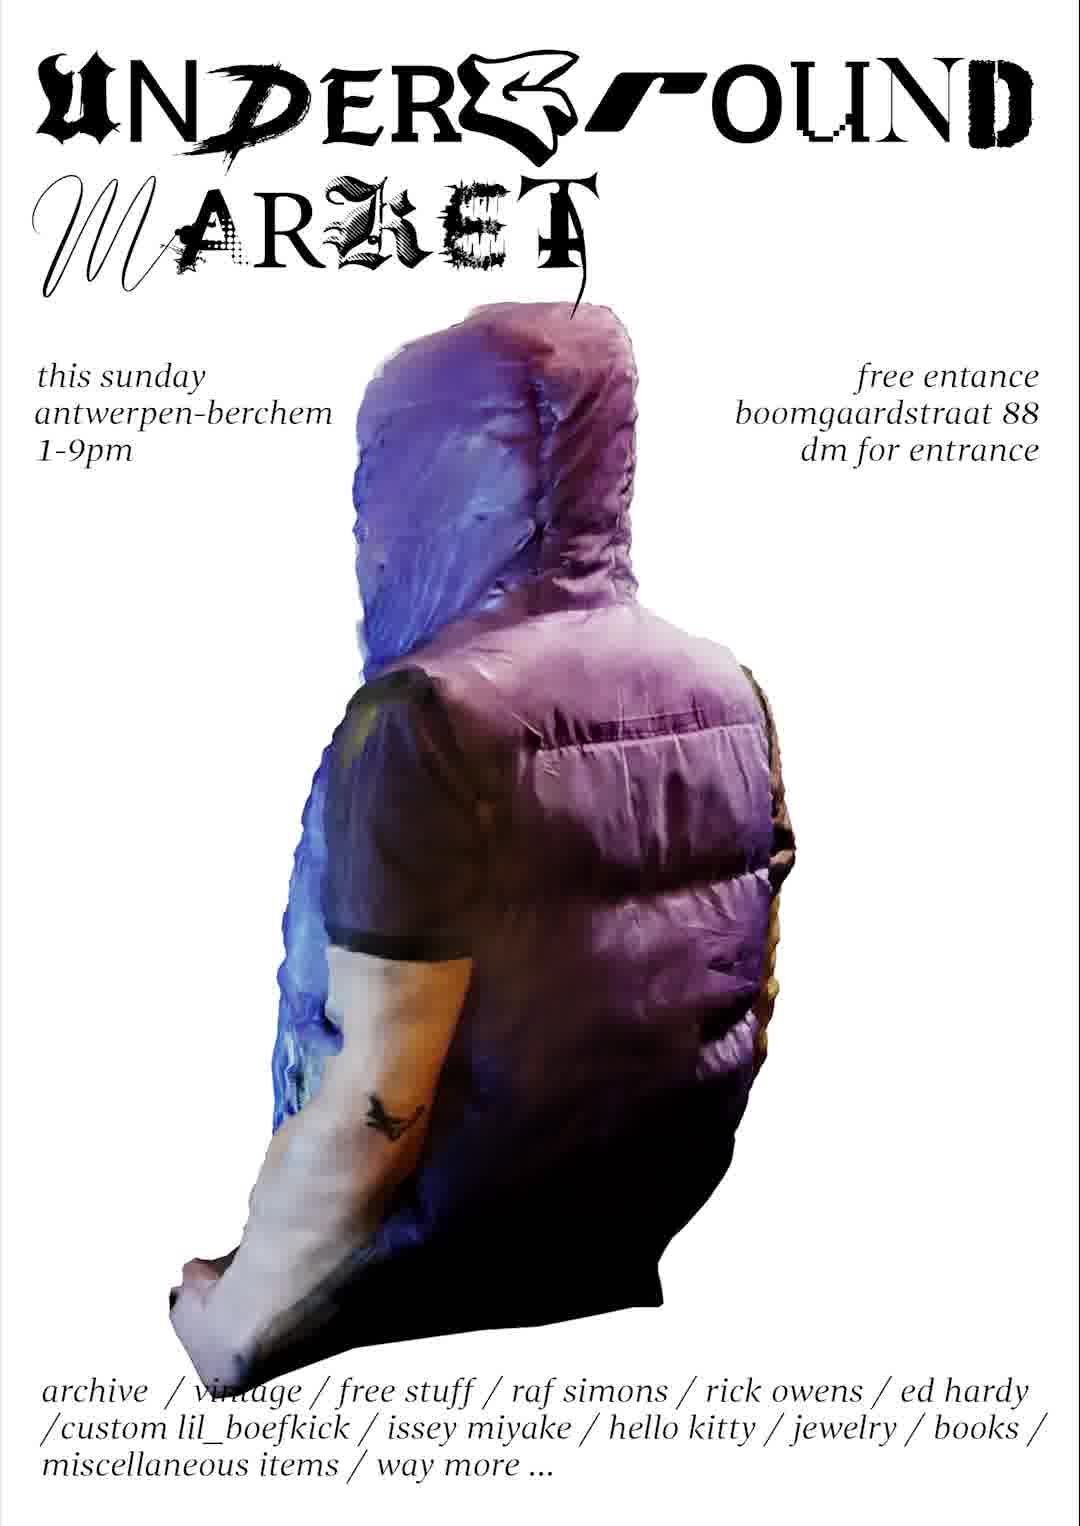 UNDERGrOUND
MARKET
this sunday
antwerpen-berchem
1-9pm
free entance
boomgaardstraat 88
dm for entrance
archive / vintage / free stuff / raf simons / rick owens / ed hardy
/custom lil_boefkick / issey miyake / hello kitty / jewelry / books /
miscellaneous items / way more ...